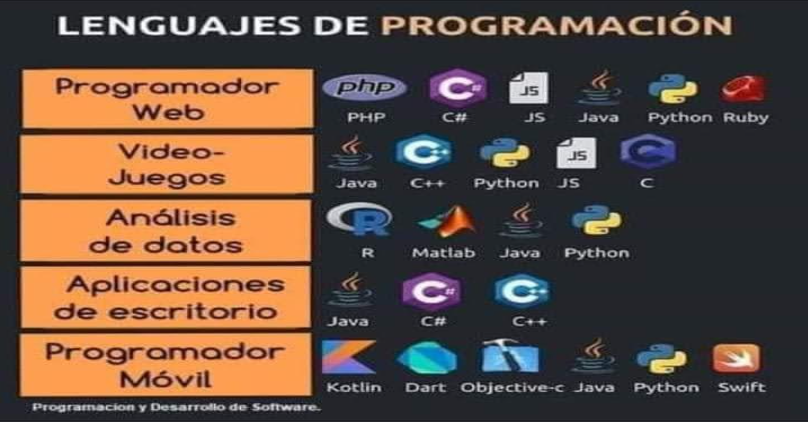 LENGUAJES DE PROGRAMACIÓN
Programador
Web
php C# JS
PHP C# JS Java Python Ruby
Video-
Juegos
C++ JS C
Java C++ Python JS C
Análisis
de datos
R
R Matlab Java Python
Aplicaciones
de escritorio
C# C++
Java C# C++
Programador
Móvil
Kotlin Dart Objective-c Java Python Swift
Programacion y Desarrollo de Software.